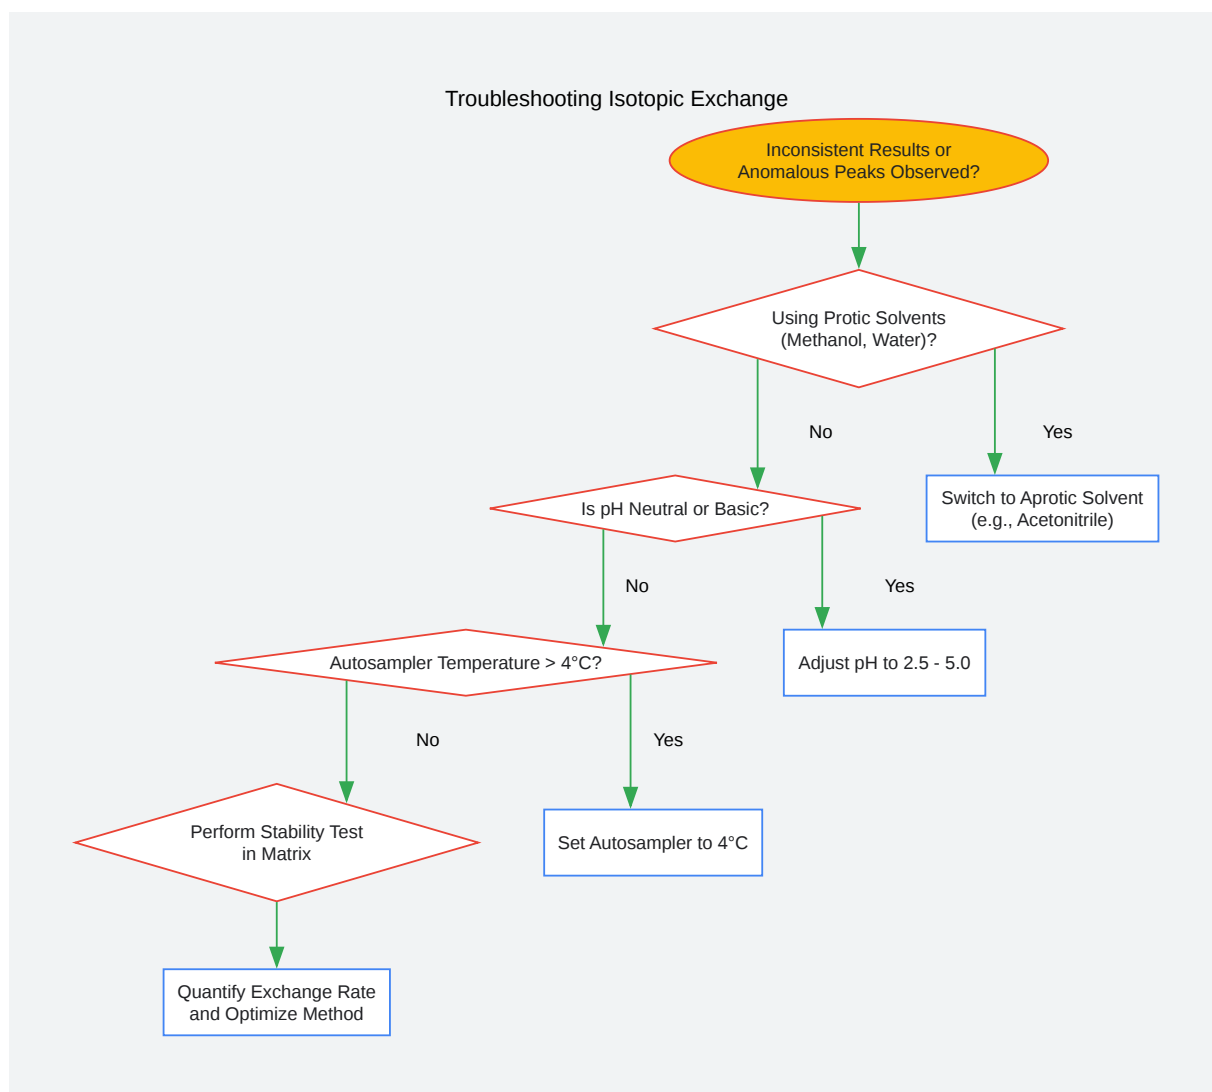 Troubleshooting Isotopic Exchange
Inconsistent Results or
Anomalous Peaks Observed?
Using Protic Solvents
(Methanol, Water)?
No
Yes
Is pH Neutral or Basic?
Switch to Aprotic Solvent
(e.g., Acetonitrile)
No
Yes
Autosampler Temperature > 4°C?
Adjust pH to 2.5 - 5.0
No
Yes
Perform Stability Test
in Matrix
Set Autosampler to 4°C
Quantify Exchange Rate
and Optimize Method